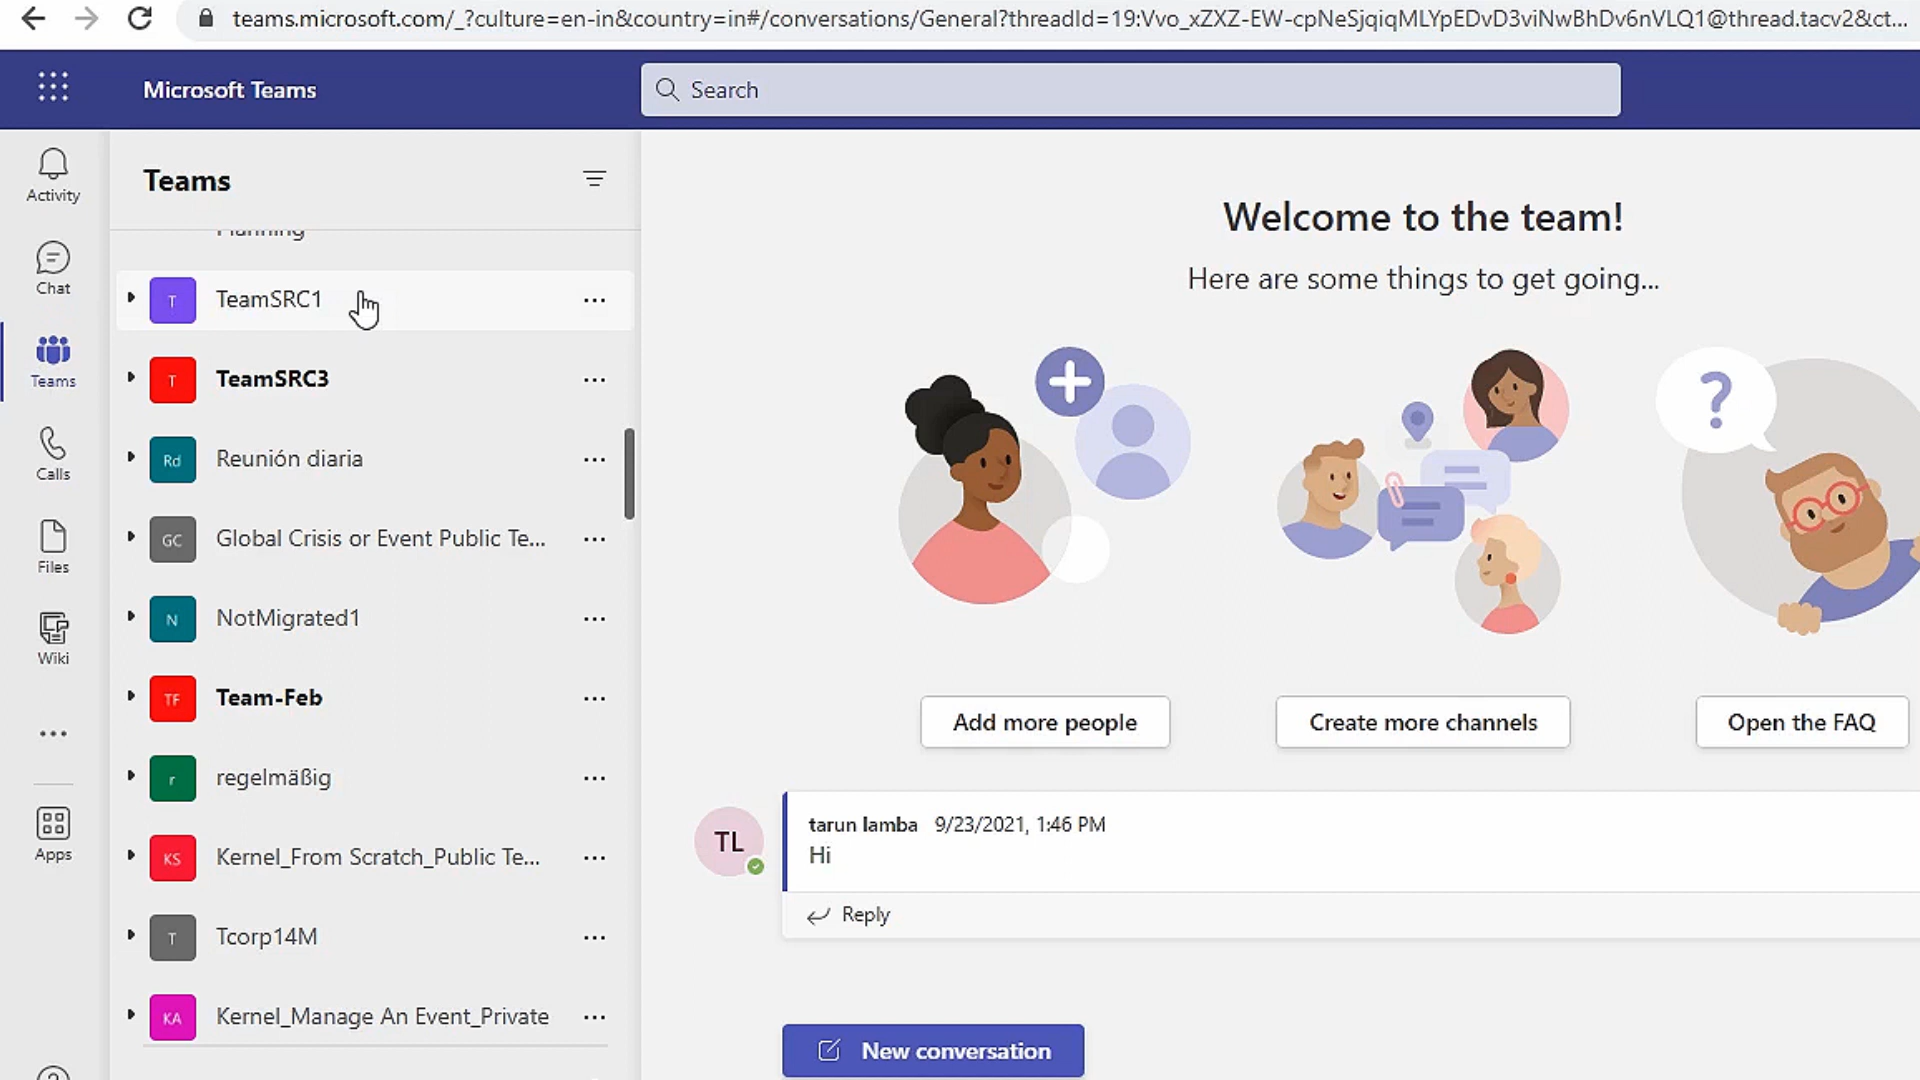 teams.microsoft.com/_?culture=en-in&country=in#/conversations/General?threadId=19:Vvo_xZXZ-EW-cpNeSjqiqMLYpEDvD3viNwBhDv6nVLQ1@thread.tacv2&ct...
Microsoft Teams
Search
Activity
Chat
Teams
Calls
Files
Wiki
Apps
Teams
Planning
T
TeamSRC1
T
TeamSRC3
Rd
Reunión diaria
GC
Global Crisis or Event Public Te...
N
NotMigrated1
TF
Team-Feb
r
regelmäßig
KS
Kernel_From Scratch_Public Te...
T
Tcorp14M
KA
Kernel_Manage An Event_Private
Welcome to the team!
Here are some things to get going...
?
Add more people
Create more channels
Open the FAQ
TL
tarun lamba 9/23/2021, 1:46 PM
Hi
Reply
New conversation